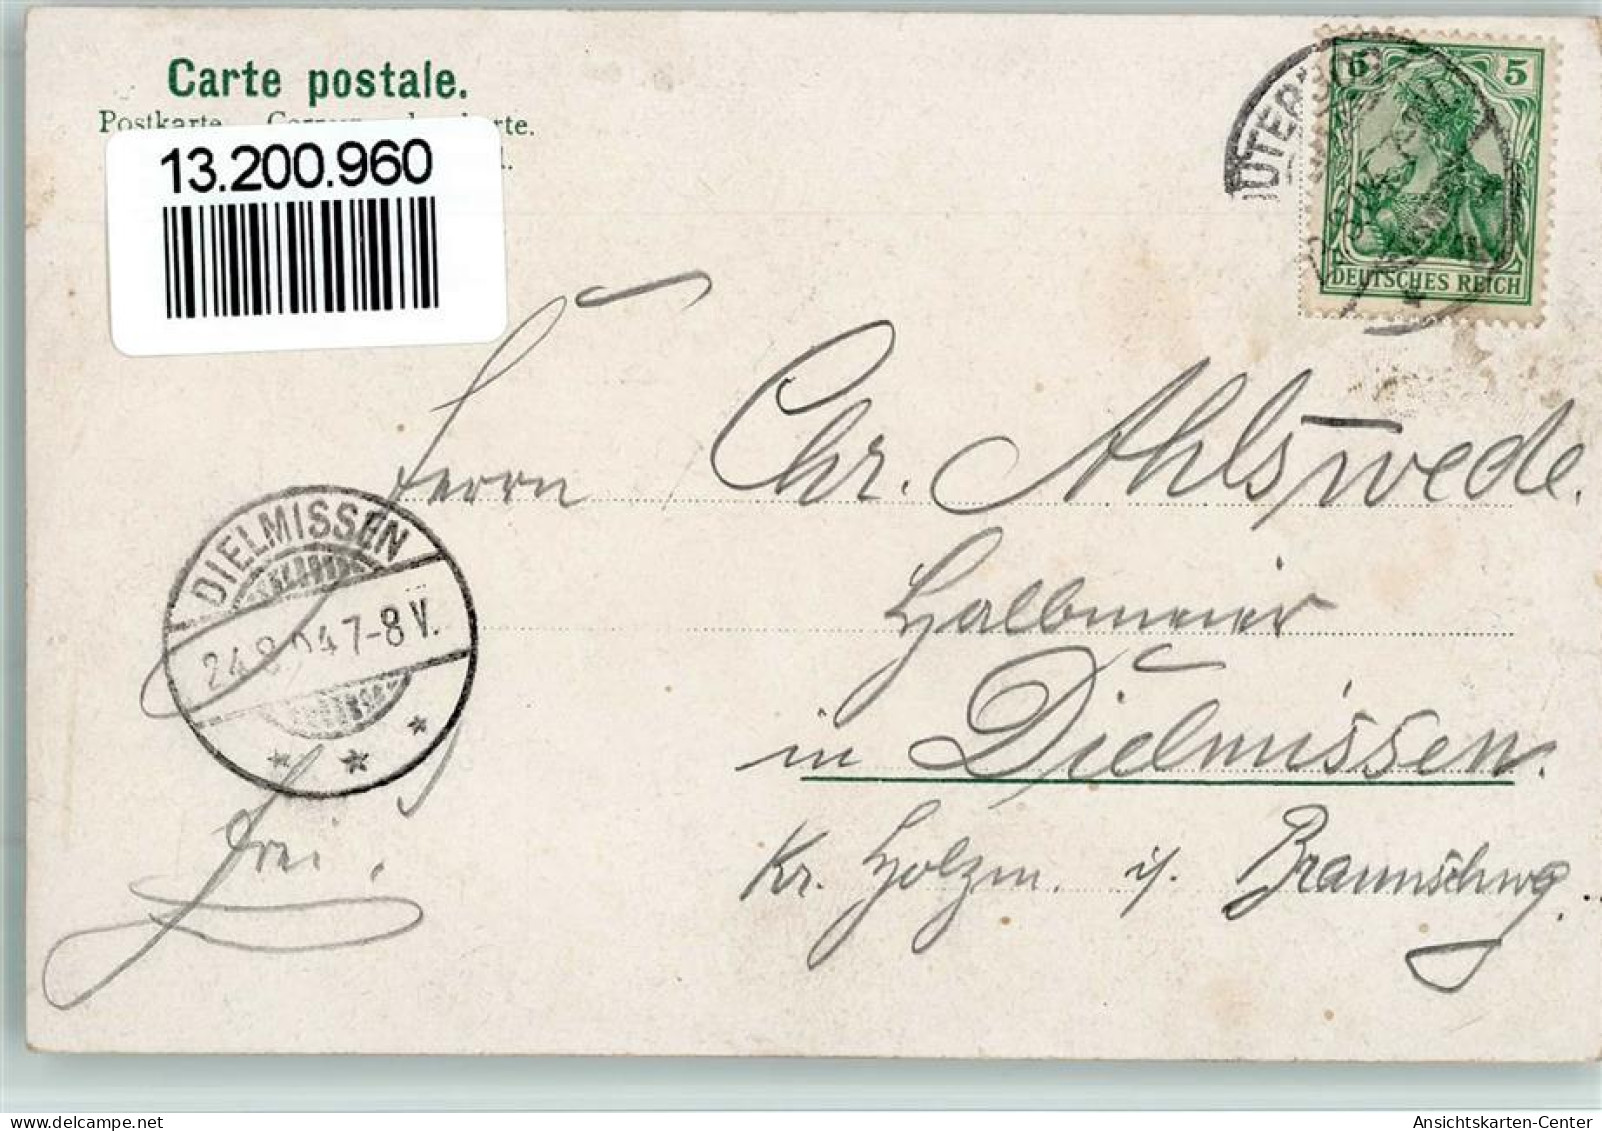 Carte postale.
Postkarte
13.200.960
5 5
DEUTSCHES REICH
Herrn Chr. Ahlswede.
Halbmeier
in Dielmissen.
Kr. Holzm. i/. Braunschwg.
DIELMISSEN
24.8.04 7-8 V.
frei.
Ansichtskarten-Center